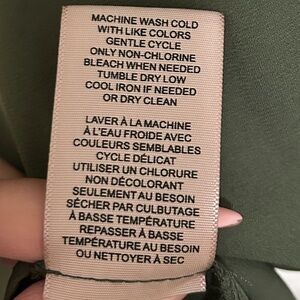 MACHINE WASH COLD
WITH LIKE COLORS
GENTLE CYCLE
ONLY NON-CHLORINE
BLEACH WHEN NEEDED
TUMBLE DRY LOW
COOL IRON IF NEEDED
OR DRY CLEAN
LAVER À LA MACHINE
À L'EAU FROIDE AVEC
COULEURS SEMBLABLES
CYCLE DÉLICAT
UTILISER UN CHLORURE
NON DÉCOLORANT
SEULEMENT AU BESOIN
SÉCHER PAR CULBUTAGE
À BASSE TEMPÉRATURE
REPASSER À BASSE
TEMPÉRATURE AU BESOIN
OU NETTOYER À SEC